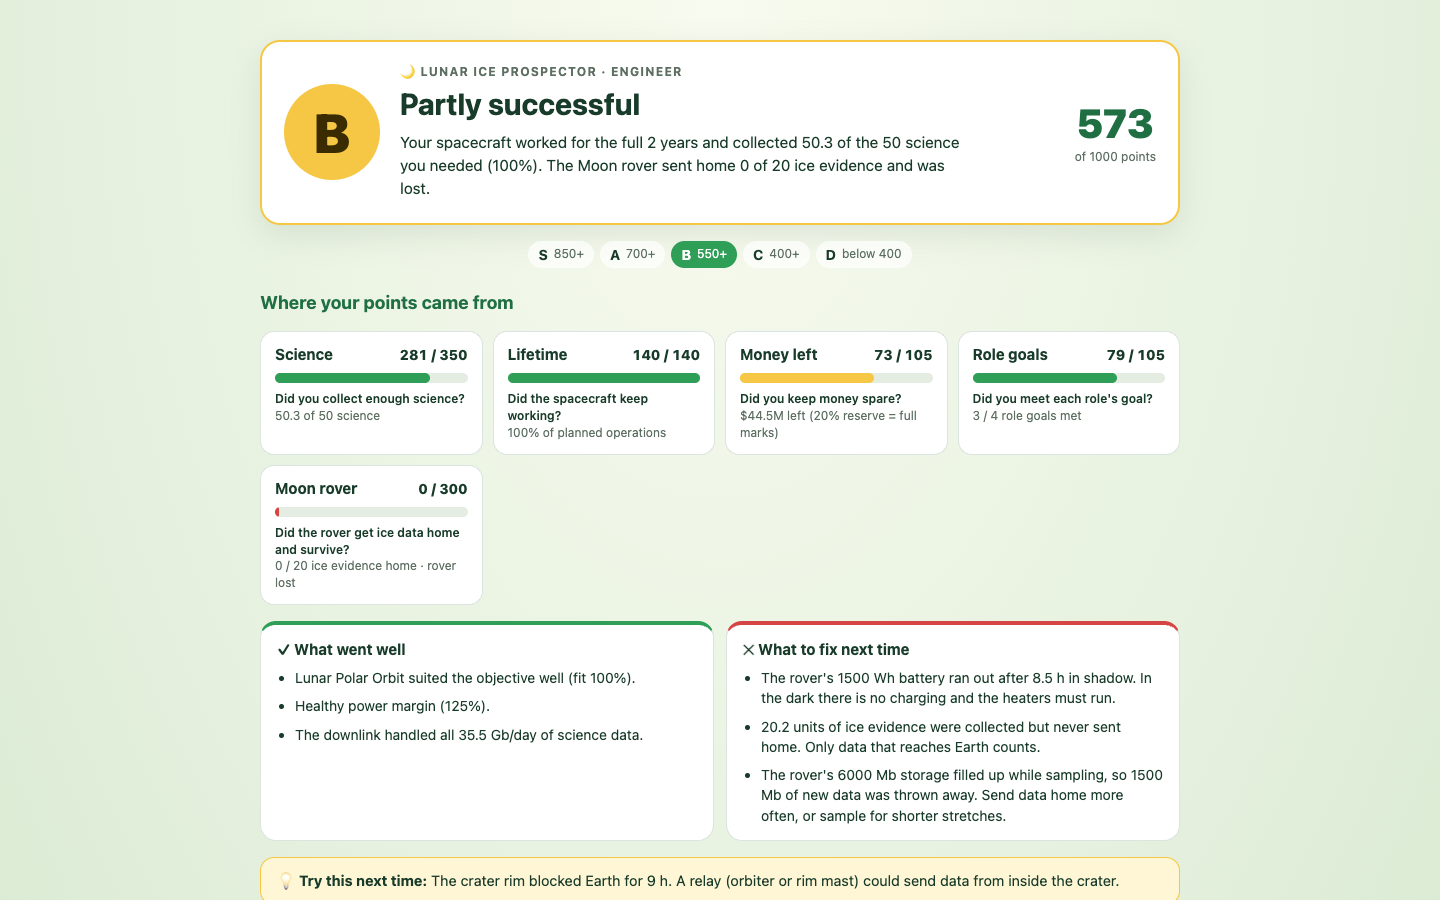 🌙 LUNAR ICE PROSPECTOR · ENGINEER
B
Partly successful
Your spacecraft worked for the full 2 years and collected 50.3 of the 50 science
you needed (100%). The Moon rover sent home 0 of 20 ice evidence and was
lost.
573
of 1000 points
S 850+ A 700+ B 550+ C 400+ D below 400
Where your points came from
Science 281 / 350
Did you collect enough science?
50.3 of 50 science
Lifetime 140 / 140
Did the spacecraft keep
working?
100% of planned operations
Money left 73 / 105
Did you keep money spare?
$44.5M left (20% reserve = full
marks)
Role goals 79 / 105
Did you meet each role's goal?
3 / 4 role goals met
Moon rover 0 / 300
Did the rover get ice data home
and survive?
0 / 20 ice evidence home · rover
lost
✓ What went well
• Lunar Polar Orbit suited the objective well (fit 100%).
• Healthy power margin (125%).
• The downlink handled all 35.5 Gb/day of science data.
✕ What to fix next time
• The rover's 1500 Wh battery ran out after 8.5 h in shadow. In
the dark there is no charging and the heaters must run.
• 20.2 units of ice evidence were collected but never sent
home. Only data that reaches Earth counts.
• The rover's 6000 Mb storage filled up while sampling, so 1500
Mb of new data was thrown away. Send data home more
often, or sample for shorter stretches.
💡 Try this next time: The crater rim blocked Earth for 9 h. A relay (orbiter or rim mast) could send data from inside the crater.